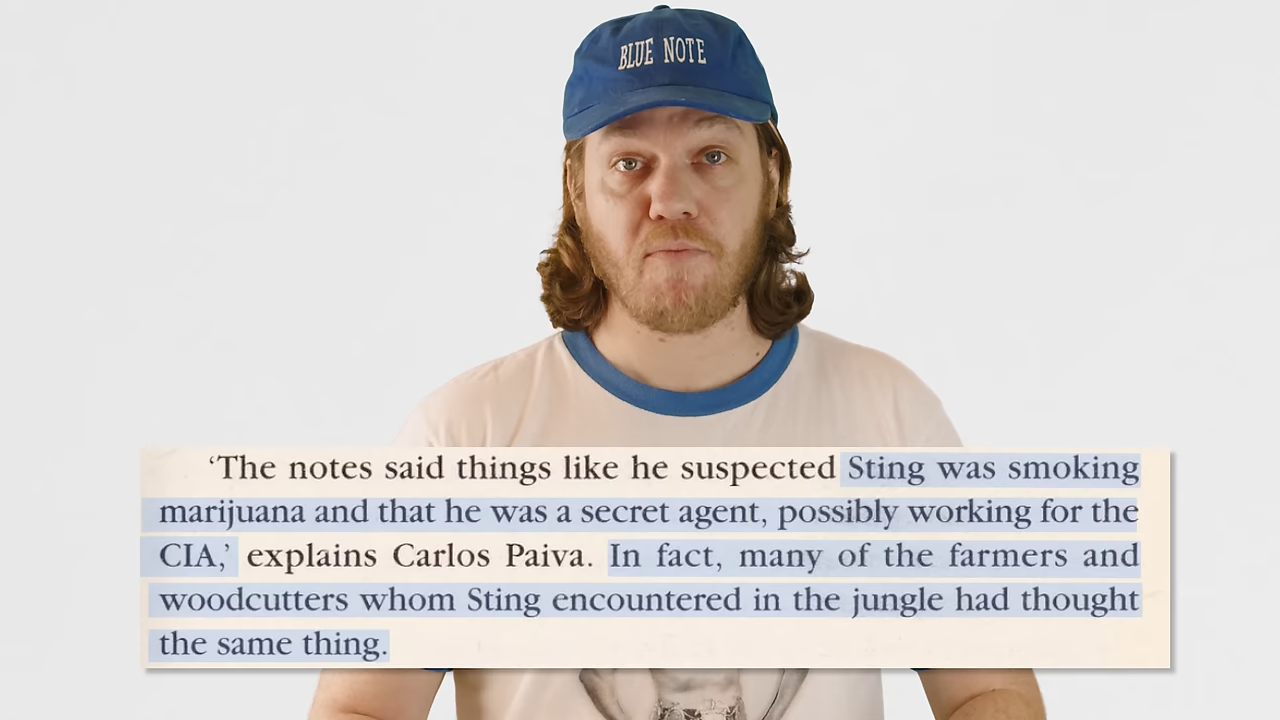 BLUE NOTE
‘The notes said things like he suspected Sting was smoking
marijuana and that he was a secret agent, possibly working for the
CIA,’ explains Carlos Paiva. In fact, many of the farmers and
woodcutters whom Sting encountered in the jungle had thought
the same thing.